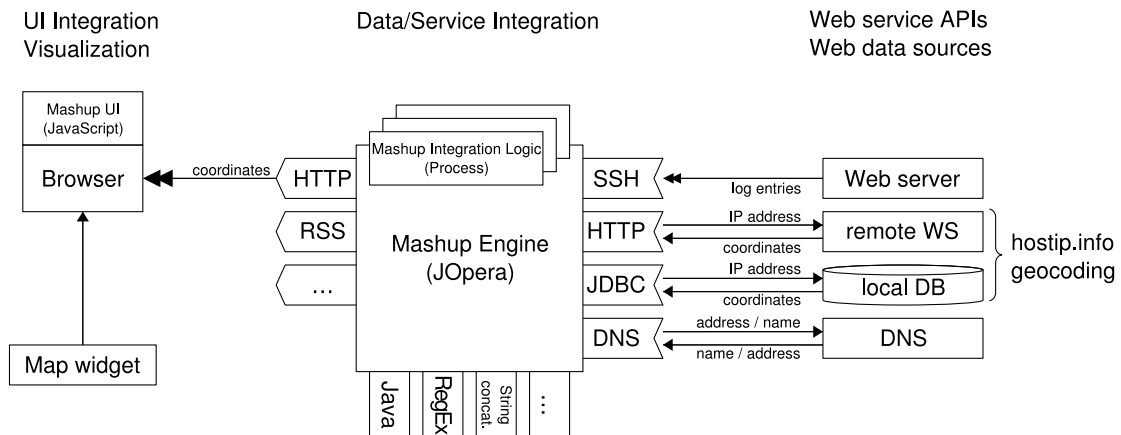 UI Integration
Visualization
Data/Service Integration
Web service APIs
Web data sources
Mashup UI
(JavaScript)
Browser
Map widget
coordinates
HTTP
RSS
...
Mashup Integration Logic
(Process)
Mashup Engine
(JOpera)
Java
RegEx
String
concat.
...
SSH
HTTP
JDBC
DNS
log entries
IP address
coordinates
IP address
coordinates
address / name
name / address
Web server
remote WS
local DB
DNS
hostip.info
geocoding